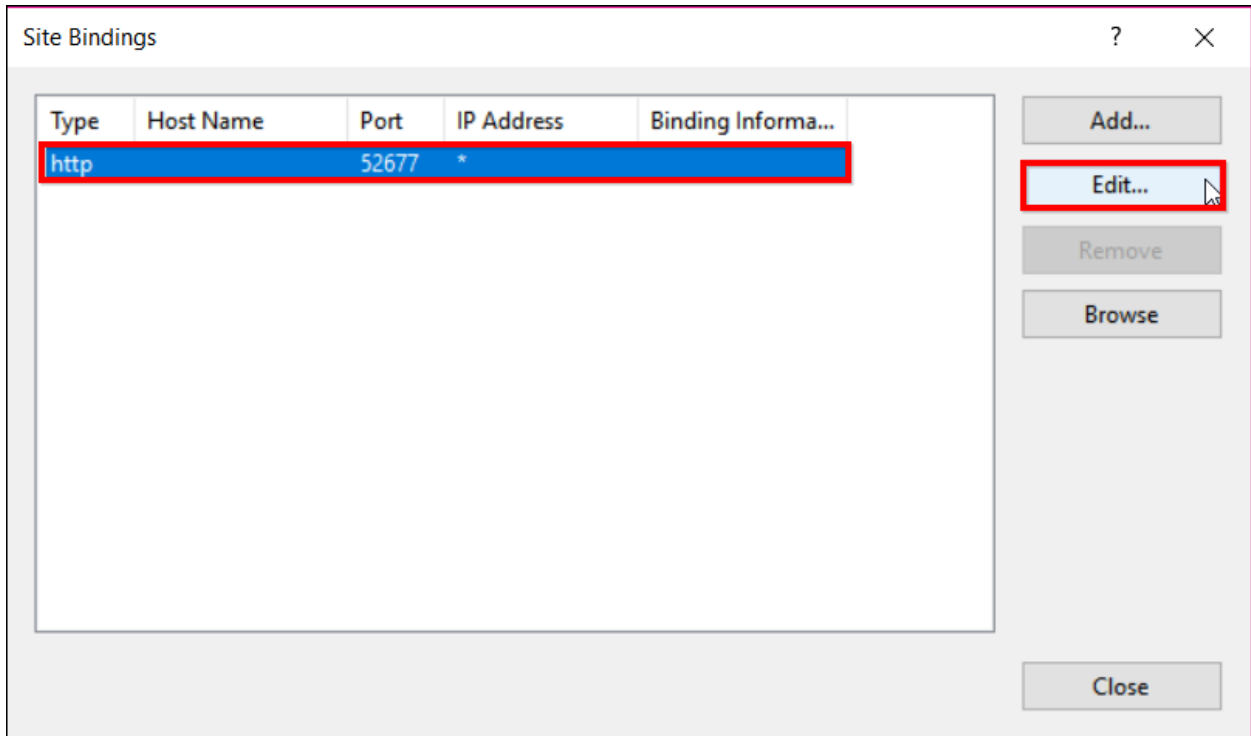 Site Bindings ?
Type Host Name Port IP Address Binding Informa...
http 52677 *
Add...
Edit...
Remove
Browse
Close